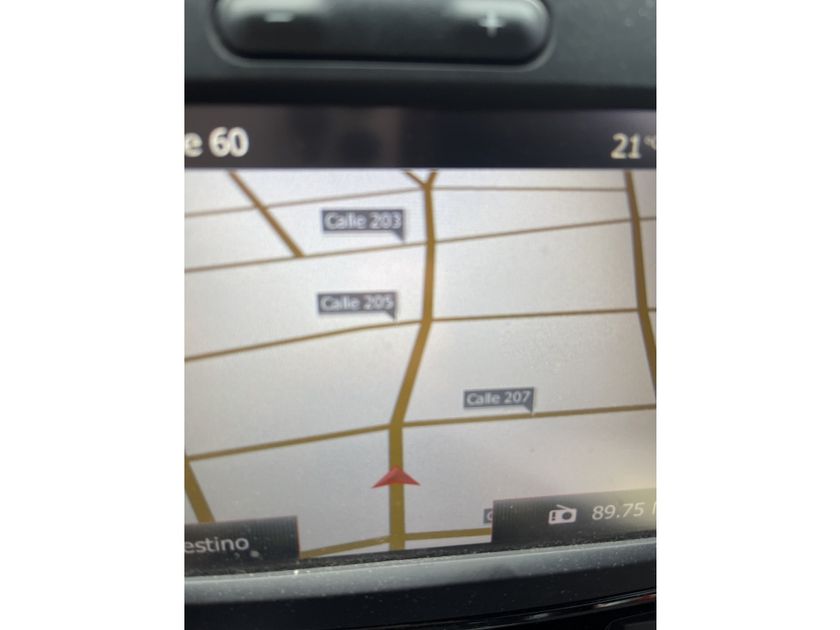 - +
e 60
21°
Calle 203
Calle 205
Calle 207
C
89.75
estino